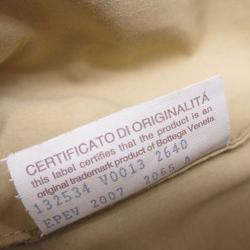 CERTIFICATO DI ORIGINALITÁ
this label certifies that the product is an
original trademark product of Bottega Veneta
132534 V0013 2640
EPEV 2007 2065 A